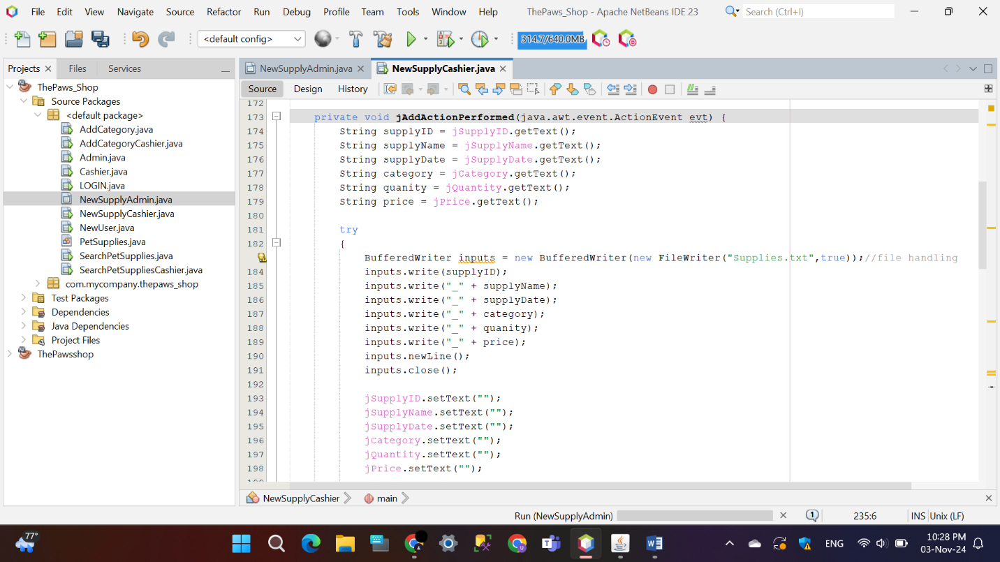 File Edit View Navigate Source Refactor Run Debug Profile Team Tools Window Help ThePaws_Shop - Apache NetBeans IDE 23 Search (Ctrl+I)
<default config> 314.7/640.0MB
Projects Files Services
ThePaws_Shop
Source Packages
<default package>
AddCategory.java
AddCategoryCashier.java
Admin.java
Cashier.java
LOGIN.java
NewSupplyAdmin.java
NewSupplyCashier.java
NewUser.java
PetSupplies.java
SearchPetSupplies.java
SearchPetSuppliesCashier.java
com.mycompany.thepaws_shop
Test Packages
Dependencies
Java Dependencies
Project Files
ThePawsshop
NewSupplyAdmin.java NewSupplyCashier.java
Source Design History
172
173 private void jAddActionPerformed(java.awt.event.ActionEvent evt) {
174 String supplyID = jSupplyID.getText();
175 String supplyName = jSupplyName.getText();
176 String supplyDate = jSupplyDate.getText();
177 String category = jCategory.getText();
178 String quanity = jQuantity.getText();
179 String price = jPrice.getText();
180
181 try
182 {
BufferedWriter inputs = new BufferedWriter(new FileWriter("Supplies.txt",true));//file handling
184 inputs.write(supplyID);
185 inputs.write("_" + supplyName);
186 inputs.write("_" + supplyDate);
187 inputs.write("_" + category);
188 inputs.write("_" + quanity);
189 inputs.write("_" + price);
190 inputs.newLine();
191 inputs.close();
192
193 jSupplyID.setText("");
194 jSupplyName.setText("");
195 jSupplyDate.setText("");
196 jCategory.setText("");
197 jQuantity.setText("");
198 jPrice.setText("");
NewSupplyCashier main
Run (NewSupplyAdmin) 1 235:6 INS Unix (LF)
77° ENG 10:28 PM
03-Nov-24